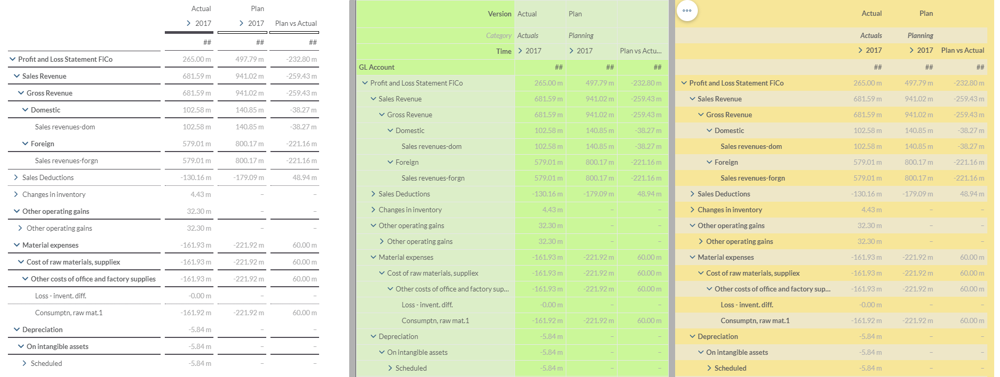 Actual Plan
2017 2017 Plan vs Actual
## ## ##
Profit and Loss Statement FiCo 265.00 m 497.79 m -232.80 m
Sales Revenue 681.59 m 941.02 m -259.43 m
Gross Revenue 681.59 m 941.02 m -259.43 m
Domestic 102.58 m 140.85 m -38.27 m
Sales revenues-dom 102.58 m 140.85 m -38.27 m
Foreign 579.01 m 800.17 m -221.16 m
Sales revenues-forgn 579.01 m 800.17 m -221.16 m
Sales Deductions -130.16 m -179.09 m 48.94 m
Changes in inventory 4.43 m – –
Other operating gains 32.30 m – –
Other operating gains 32.30 m – –
Material expenses -161.93 m -221.92 m 60.00 m
Cost of raw materials, suppliex -161.93 m -221.92 m 60.00 m
Other costs of office and factory supplies -161.93 m -221.92 m 60.00 m
Loss - invent. diff. -0.00 m – –
Consumptn, raw mat.1 -161.92 m -221.92 m 60.00 m
Depreciation -5.84 m – –
On intangible assets -5.84 m – –
Scheduled -5.84 m – –
Version Actual Plan
Category Actuals Planning
Time 2017 2017 Plan vs Actu...
GL Account ## ## ##
Profit and Loss Statement FiCo 265.00 m 497.79 m -232.80 m
Sales Revenue 681.59 m 941.02 m -259.43 m
Gross Revenue 681.59 m 941.02 m -259.43 m
Domestic 102.58 m 140.85 m -38.27 m
Sales revenues-dom 102.58 m 140.85 m -38.27 m
Foreign 579.01 m 800.17 m -221.16 m
Sales revenues-forgn 579.01 m 800.17 m -221.16 m
Sales Deductions -130.16 m -179.09 m 48.94 m
Changes in inventory 4.43 m – –
Other operating gains 32.30 m – –
Other operating gains 32.30 m – –
Material expenses -161.93 m -221.92 m 60.00 m
Cost of raw materials, suppliex -161.93 m -221.92 m 60.00 m
Other costs of office and factory sup... -161.93 m -221.92 m 60.00 m
Loss - invent. diff. -0.00 m – –
Consumptn, raw mat.1 -161.92 m -221.92 m 60.00 m
Depreciation -5.84 m – –
On intangible assets -5.84 m – –
Scheduled -5.84 m – –
Actual Plan
Actuals Planning
2017 2017 Plan vs Actual
## ## ##
Profit and Loss Statement FiCo 265.00 m 497.79 m -232.80 m
Sales Revenue 681.59 m 941.02 m -259.43 m
Gross Revenue 681.59 m 941.02 m -259.43 m
Domestic 102.58 m 140.85 m -38.27 m
Sales revenues-dom 102.58 m 140.85 m -38.27 m
Foreign 579.01 m 800.17 m -221.16 m
Sales revenues-forgn 579.01 m 800.17 m -221.16 m
Sales Deductions -130.16 m -179.09 m 48.94 m
Changes in inventory 4.43 m – –
Other operating gains 32.30 m – –
Other operating gains 32.30 m – –
Material expenses -161.93 m -221.92 m 60.00 m
Cost of raw materials, suppliex -161.93 m -221.92 m 60.00 m
Other costs of office and factory sup... -161.93 m -221.92 m 60.00 m
Loss - invent. diff. -0.00 m – –
Consumptn, raw mat.1 -161.92 m -221.92 m 60.00 m
Depreciation -5.84 m – –
On intangible assets -5.84 m – –
Scheduled -5.84 m – –